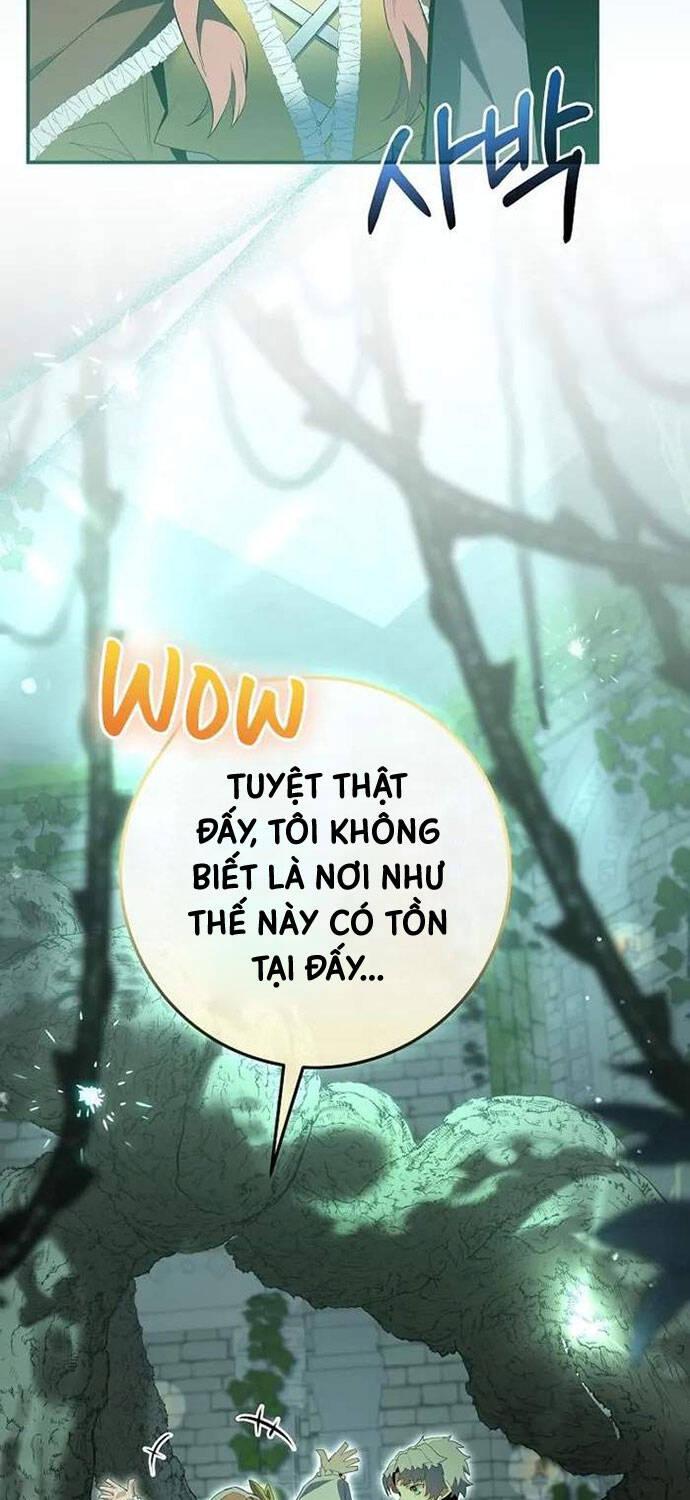 사박
WOW
TUYỆT THẬT
ĐẤY, TÔI KHÔNG
BIẾT LÀ NƠI NHƯ
THẾ NÀY CÓ TỒN
TẠI ĐẤY...